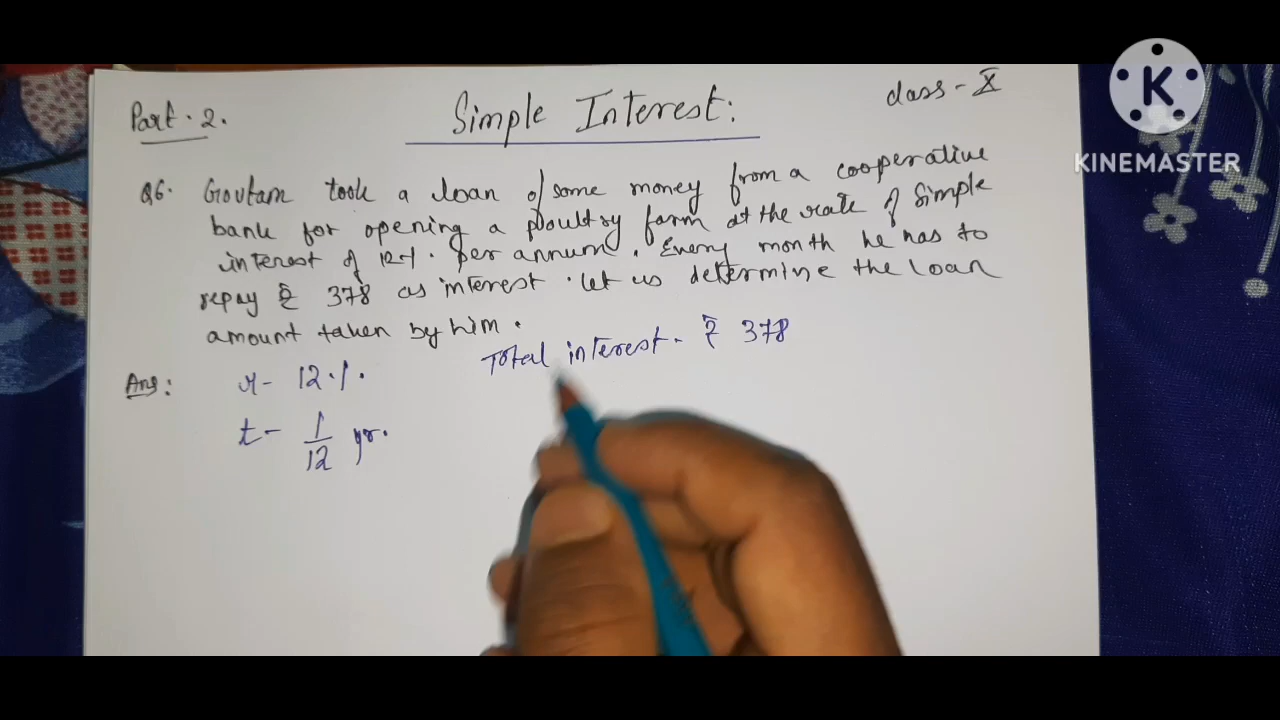 Part. 2.
Simple Interest:
class - X
KINEMASTER
Q6. Goutam took a loan of some money from a cooperative
bank for opening a poultry farm at the rate of simple
interest of 12%. per annum. Every month he has to
repay ₹ 378 as interest. Let us determine the loan
amount taken by him.
Total interest - ₹ 378
Ans: r - 12%.
t - 1/12 yr.